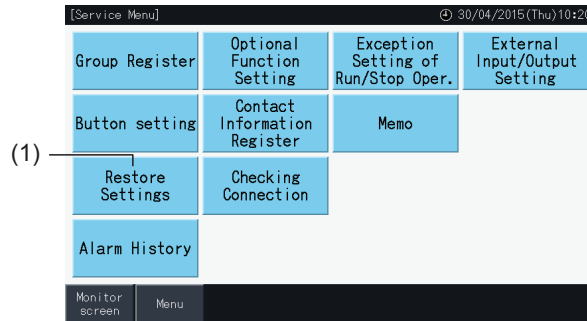 [Service Menu]
30/04/2015(Thu)10:20
Group Register
Optional
Function
Setting
Exception
Setting of
Run/Stop Oper.
External
Input/Output
Setting
Button setting
Contact
Information
Register
Memo
(1)
Restore
Settings
Checking
Connection
Alarm History
Monitor
screen
Menu